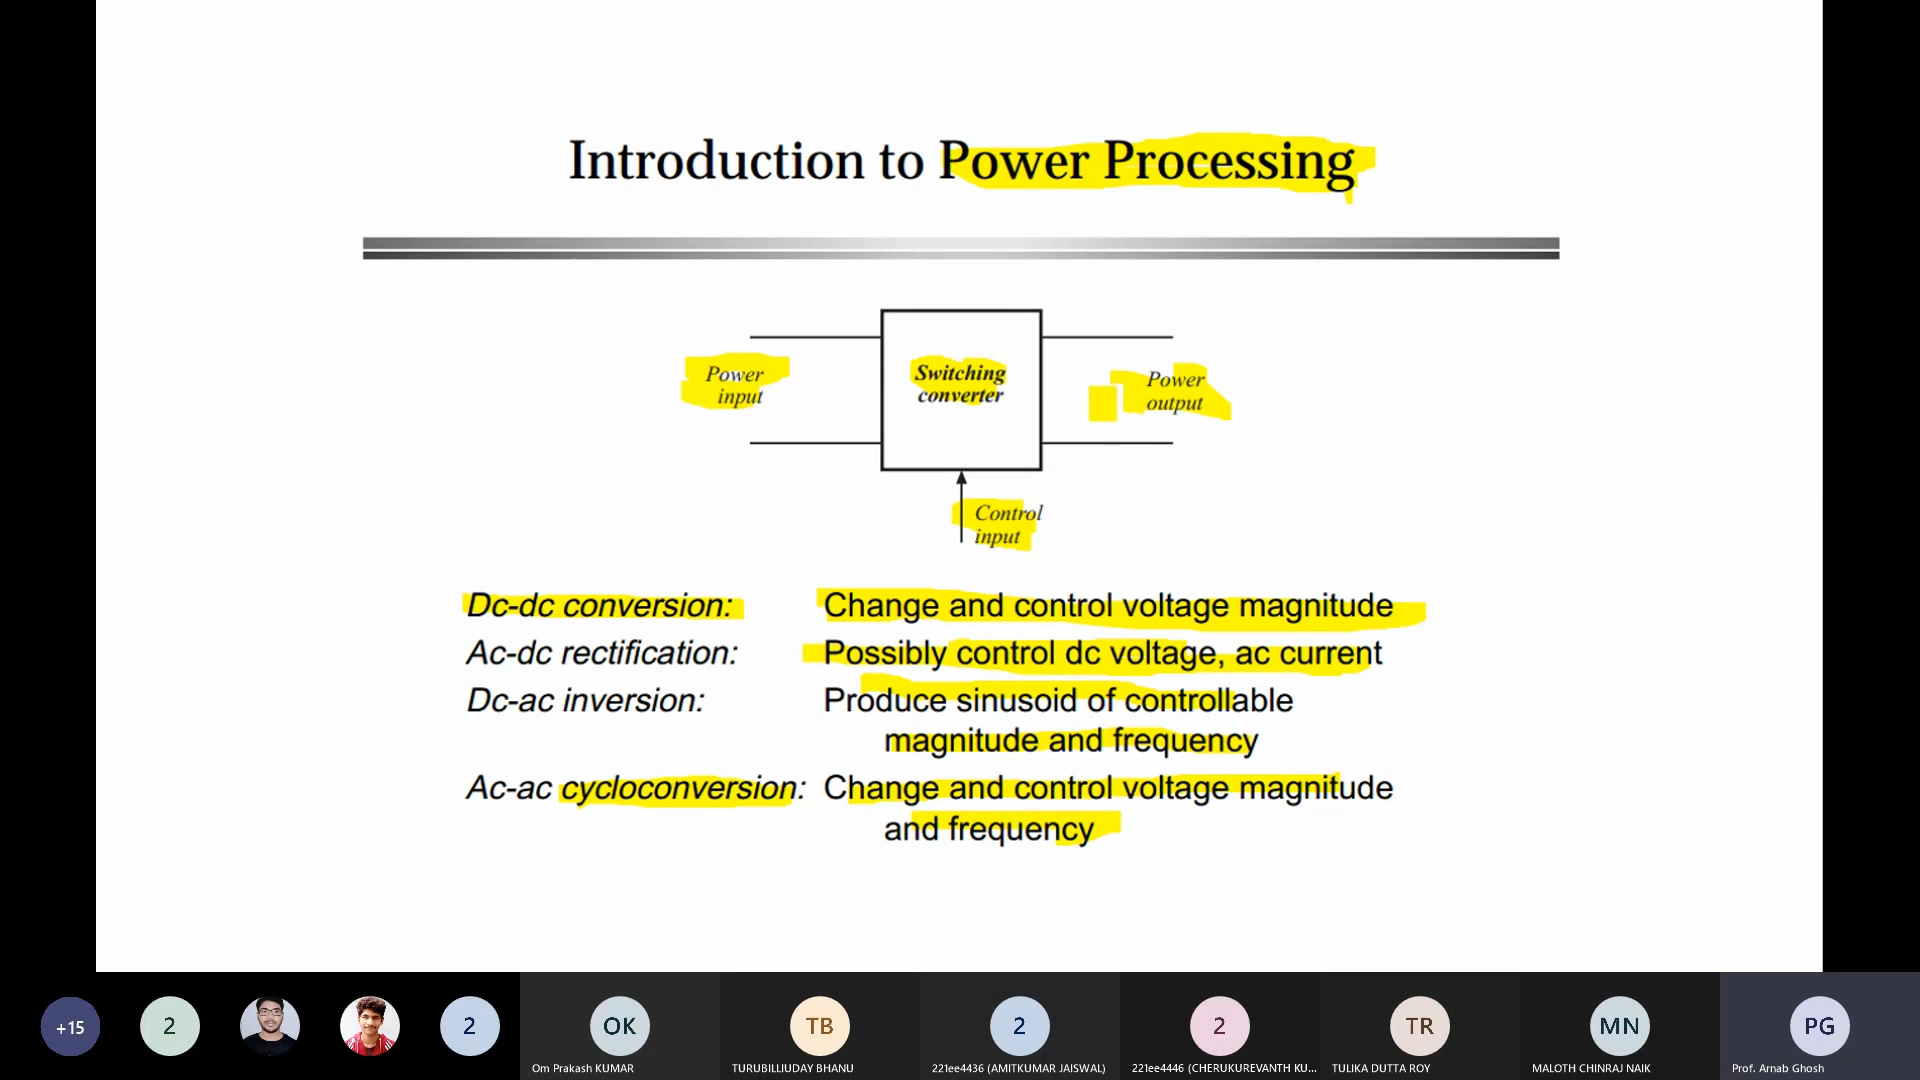 Introduction to Power Processing
Power
input
Switching
converter
Power
output
Control
input
Dc-dc conversion: Change and control voltage magnitude
Ac-dc rectification: Possibly control dc voltage, ac current
Dc-ac inversion: Produce sinusoid of controllable
magnitude and frequency
Ac-ac cycloconversion: Change and control voltage magnitude
and frequency
+15
2
2
OK
TB
2
2
TR
MN
PG
Om Prakash KUMAR
TURUBILLIUDAY BHANU
221ee4436 (AMITKUMAR JAISWAL)
221ee4446 (CHERUKUREVANTH KU...
TULIKA DUTTA ROY
MALOTH CHINRAJ NAIK
Prof. Arnab Ghosh